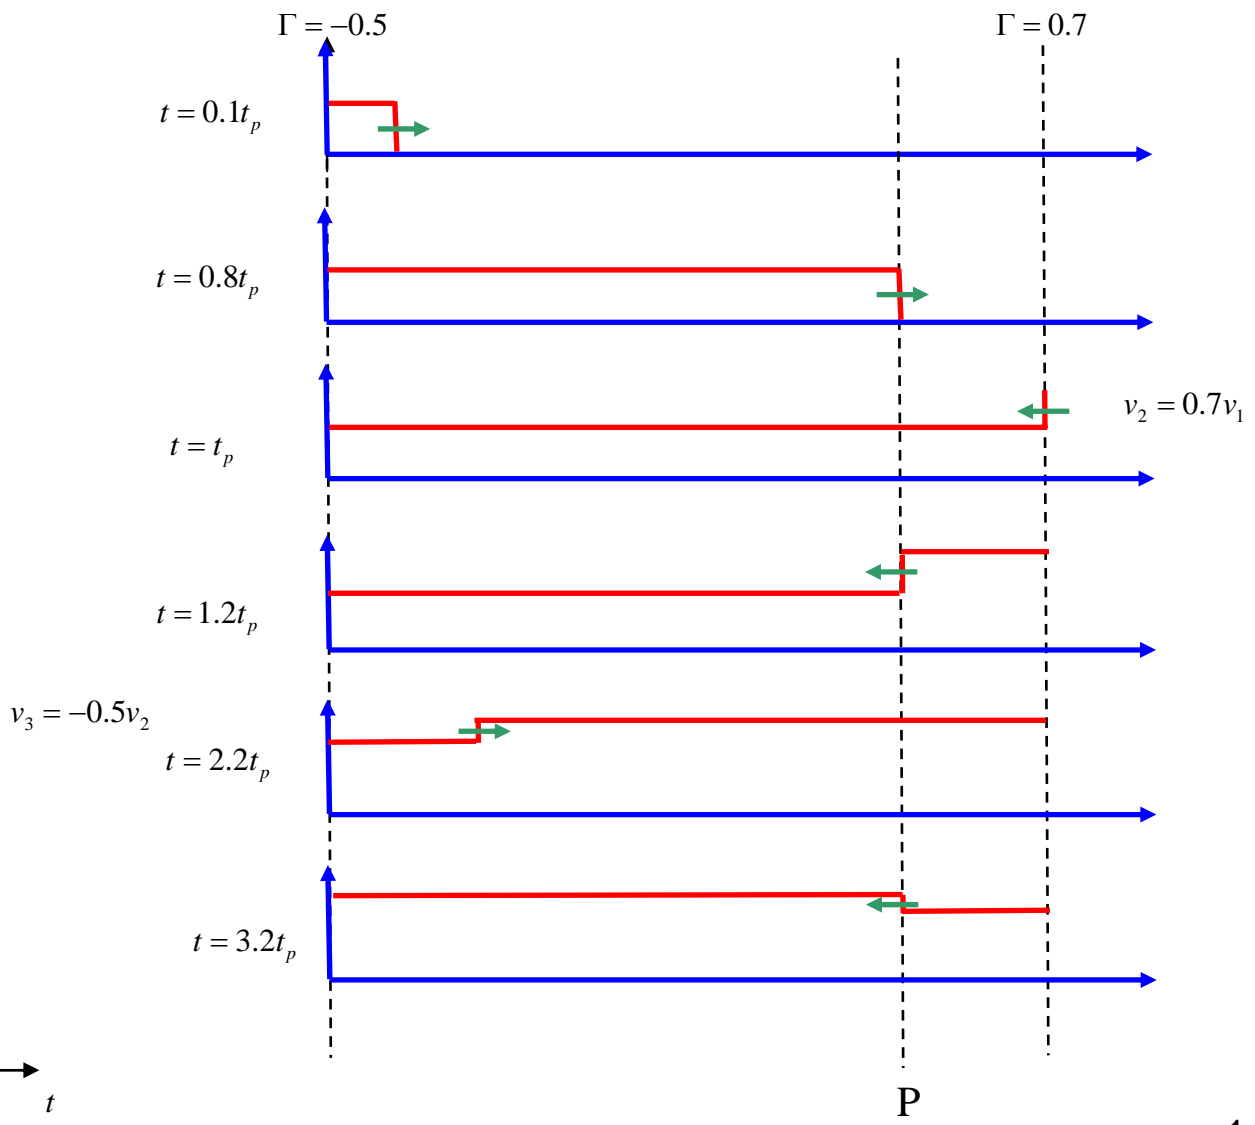 Γ = −0.5
Γ = 0.7
t = 0.1t_p
t = 0.8t_p
v_2 = 0.7v_1
t = t_p
t = 1.2t_p
v_3 = −0.5v_2
t = 2.2t_p
t = 3.2t_p
t
P